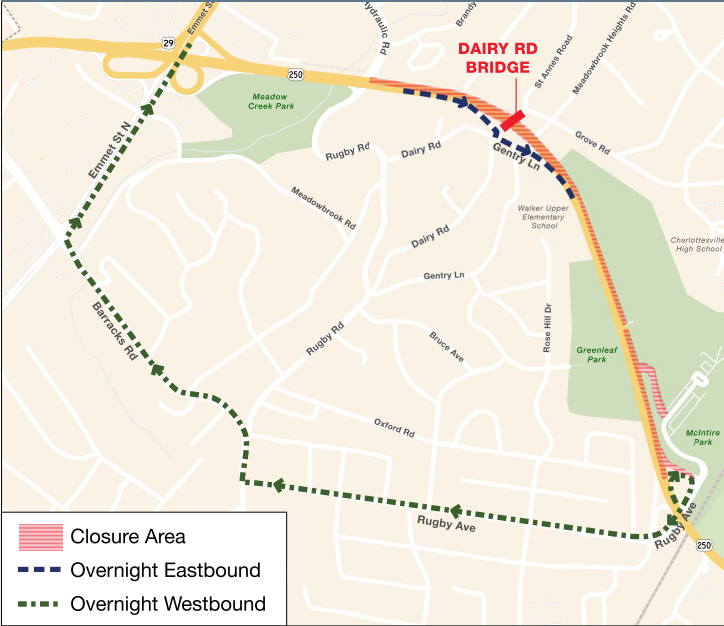 Emmet St
Hydraulic Rd
Brandy
29
250
DAIRY RD
BRIDGE
St Annes Road
Meadowbrook Heights Rd
Meadow
Creek Park
Emmet St N
Rugby Rd
Dairy Rd
Gentry Ln
Grove Rd
Meadowbrook Rd
Walker Upper
Elementary
School
Charlottesville
High School
Dairy Rd
Gentry Ln
Barracks Rd
Rugby Rd
Bruce Ave
Rose Hill Dr
Greenleaf
Park
Oxford Rd
McIntire
Park
Rugby Ave
Rugby Ave
250
Closure Area
Overnight Eastbound
Overnight Westbound